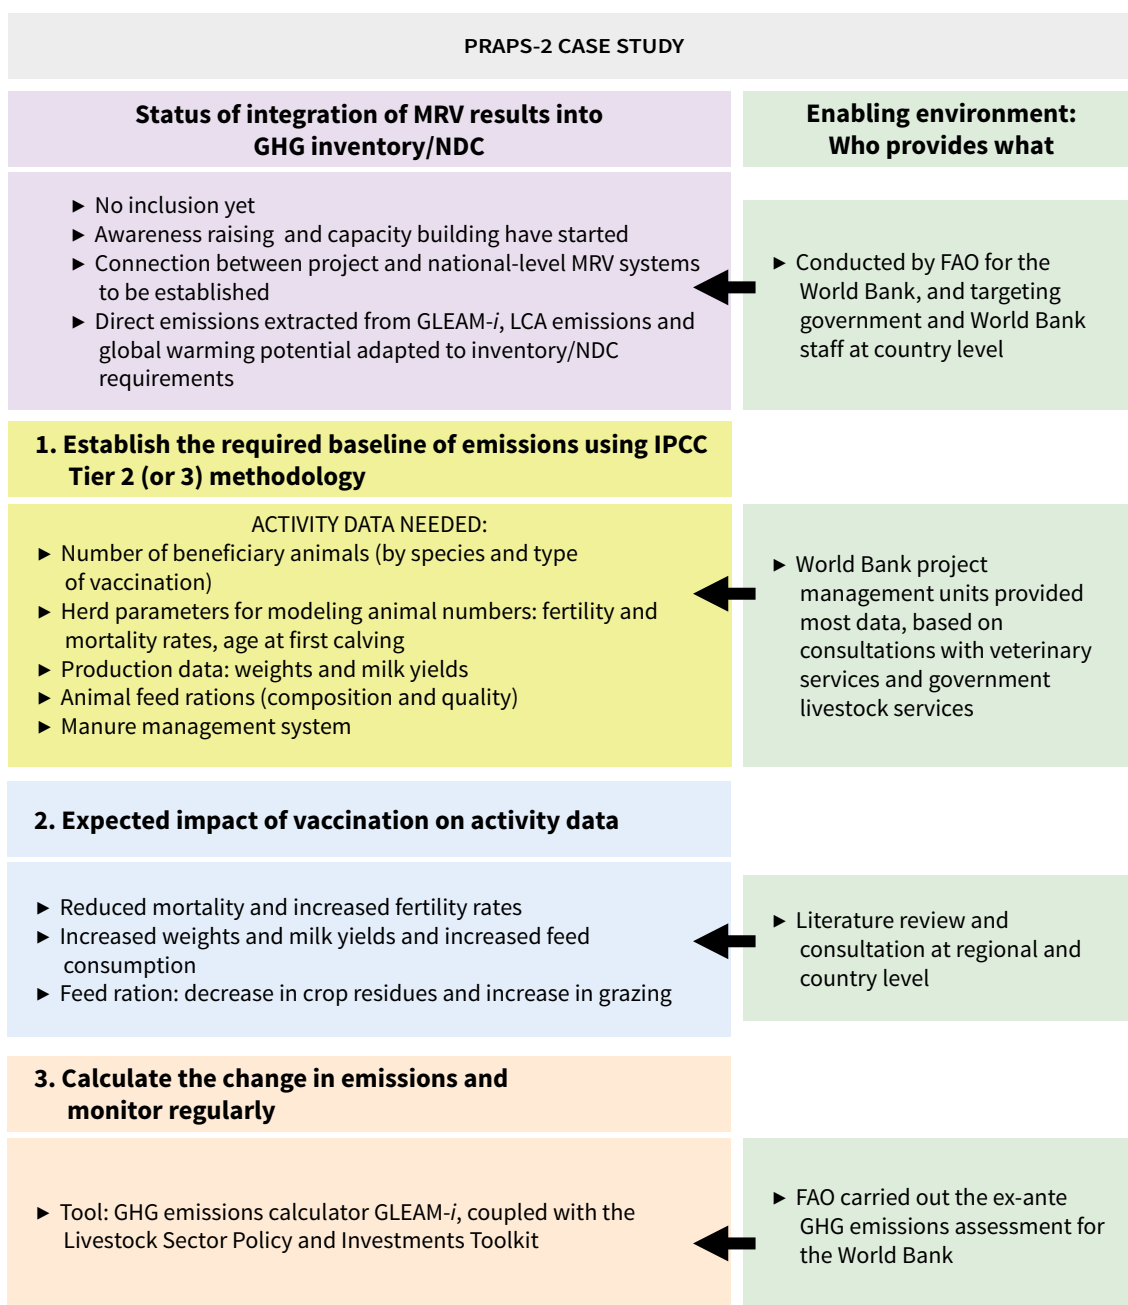 PRAPS-2 CASE STUDY
Status of integration of MRV results into
GHG inventory/NDC
► No inclusion yet
► Awareness raising and capacity building have started
► Connection between project and national-level MRV systems
to be established
► Direct emissions extracted from GLEAM-i, LCA emissions and
global warming potential adapted to inventory/NDC
requirements
Enabling environment:
Who provides what
► Conducted by FAO for the
World Bank, and targeting
government and World Bank
staff at country level
1. Establish the required baseline of emissions using IPCC
Tier 2 (or 3) methodology
ACTIVITY DATA NEEDED:
► Number of beneficiary animals (by species and type
of vaccination)
► Herd parameters for modeling animal numbers: fertility and
mortality rates, age at first calving
► Production data: weights and milk yields
► Animal feed rations (composition and quality)
► Manure management system
► World Bank project
management units provided
most data, based on
consultations with veterinary
services and government
livestock services
2. Expected impact of vaccination on activity data
► Reduced mortality and increased fertility rates
► Increased weights and milk yields and increased feed
consumption
► Feed ration: decrease in crop residues and increase in grazing
► Literature review and
consultation at regional and
country level
3. Calculate the change in emissions and
monitor regularly
► Tool: GHG emissions calculator GLEAM-i, coupled with the
Livestock Sector Policy and Investments Toolkit
► FAO carried out the ex-ante
GHG emissions assessment for
the World Bank